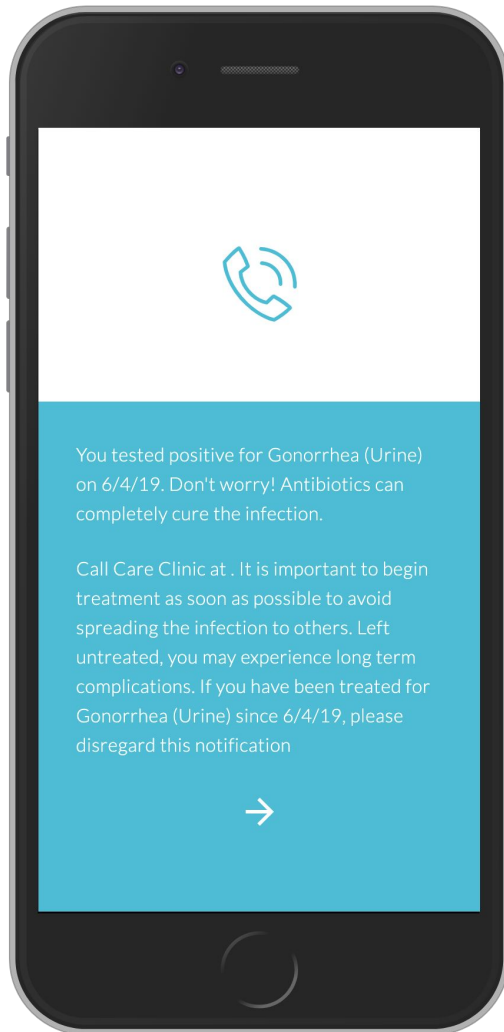 You tested positive for Gonorrhea (Urine)
on 6/4/19. Don't worry! Antibiotics can
completely cure the infection.
Call Care Clinic at . It is important to begin
treatment as soon as possible to avoid
spreading the infection to others. Left
untreated, you may experience long term
complications. If you have been treated for
Gonorrhea (Urine) since 6/4/19, please
disregard this notification